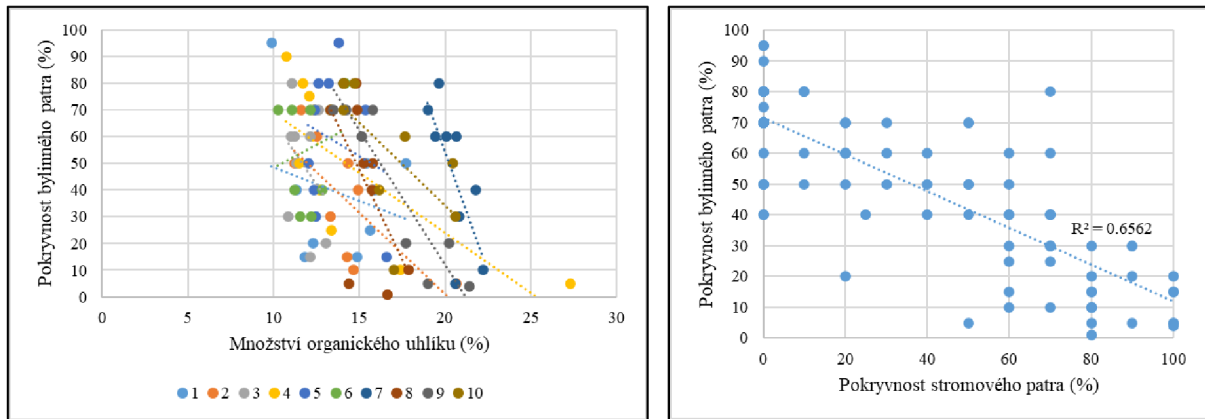 Pokryvnost bylinného patra (%)
100
90
80
70
60
50
40
30
20
10
0
0 5 10 15 20 25 30
Množství organického uhlíku (%)
1 2 3 4 5 6 7 8 9 10
Pokryvnost bylinného patra (%)
100
90
80
70
60
50
40
30
20
10
0
R² = 0.6562
0 20 40 60 80 100
Pokryvnost stromového patra (%)